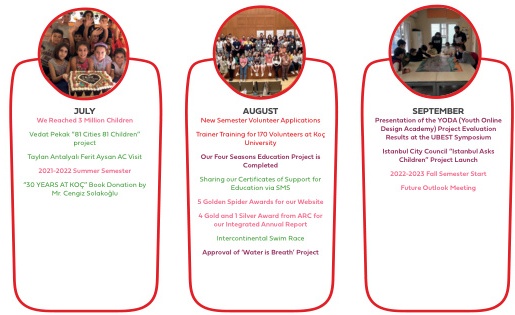 JULY
We Reached 3 Million Children
Vedat Pekak "81 Cities 81 Children"
project
Taylan Antalyalı Ferit Aysan AC Visit
2021-2022 Summer Semester
"30 YEARS AT KOÇ" Book Donation by
Mr. Cengiz Solakoğlu
AUGUST
New Semester Volunteer Applications
Trainer Training for 170 Volunteers at Koç
University
Our Four Seasons Education Project is
Completed
Sharing our Certificates of Support for
Education via SMS
5 Golden Spider Awards for our Website
4 Gold and 1 Silver Award from ARC for
our Integrated Annual Report
Intercontinental Swim Race
Approval of 'Water is Breath' Project
SEPTEMBER
Presentation of the YODA (Youth Online
Design Academy) Project Evaluation
Results at the UBEST Symposium
Istanbul City Council "Istanbul Asks
Children" Project Launch
2022-2023 Fall Semester Start
Future Outlook Meeting